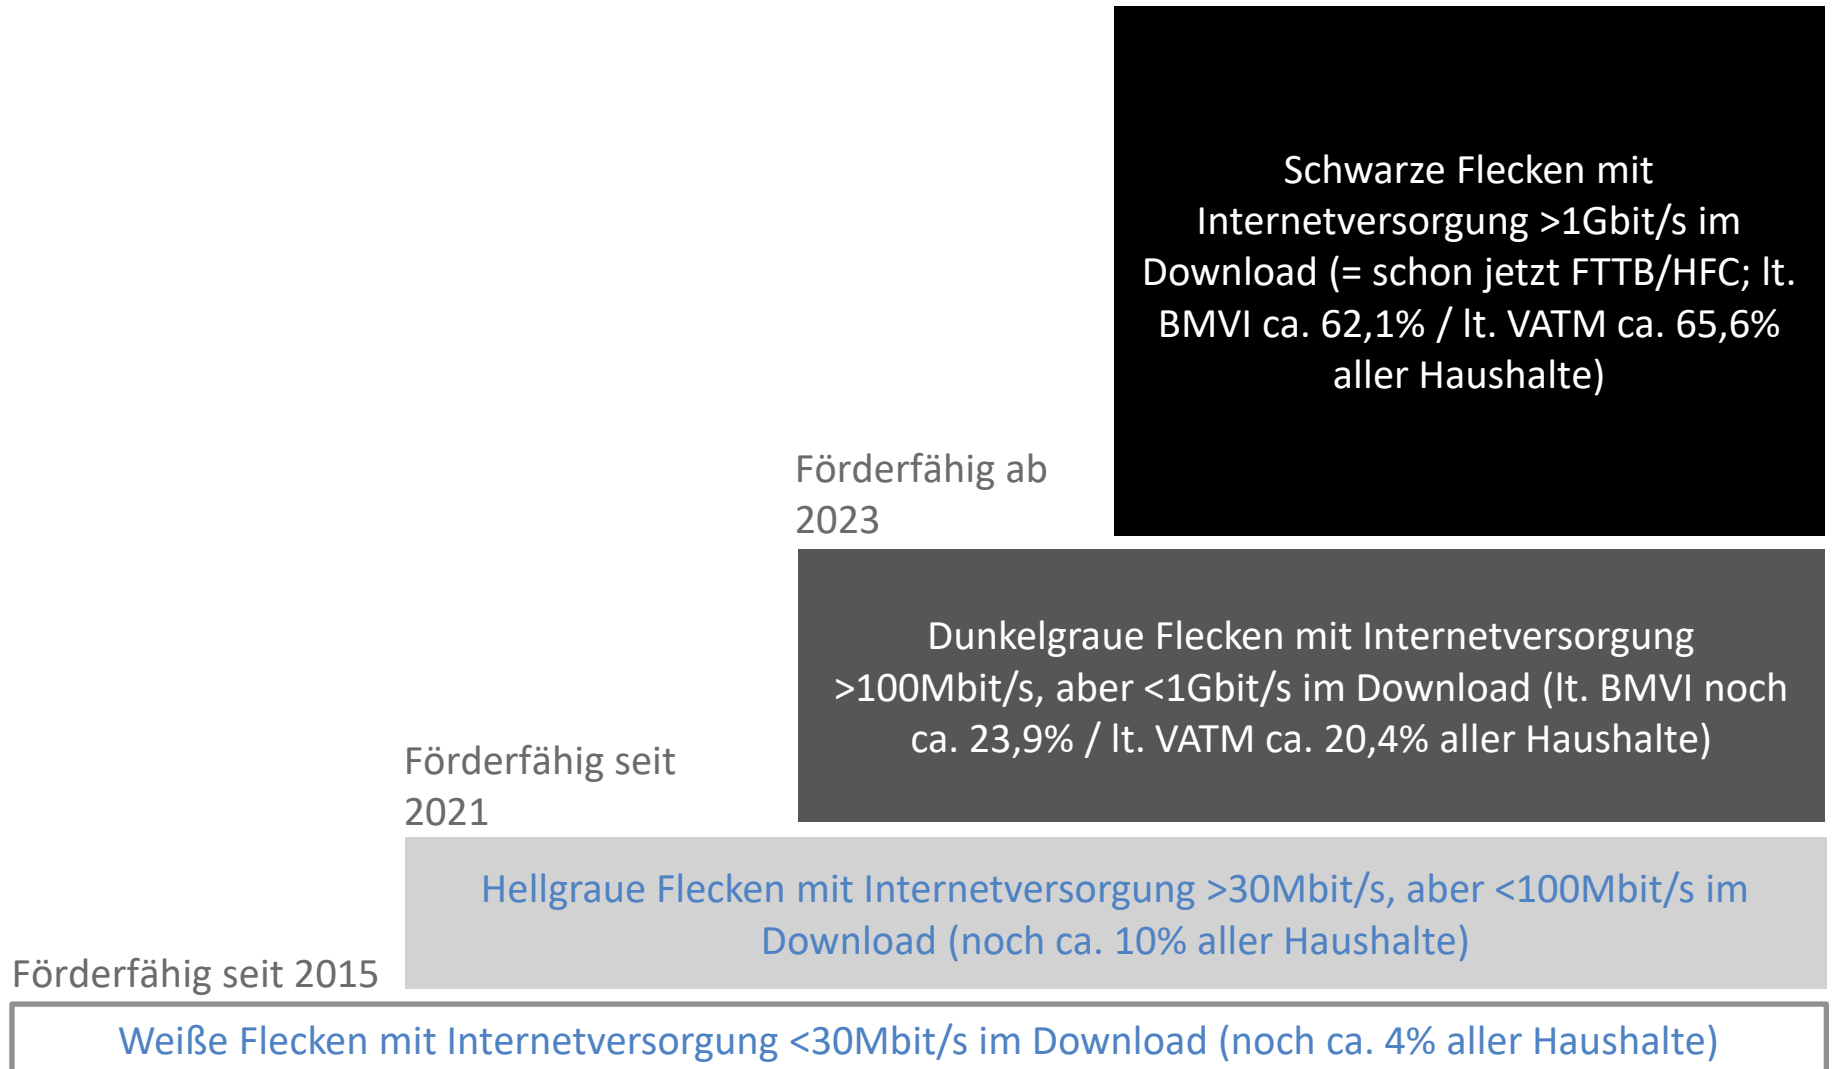 Schwarze Flecken mit
Internetversorgung >1Gbit/s im
Download (= schon jetzt FTTB/HFC; lt.
BMVI ca. 62,1% / lt. VATM ca. 65,6%
aller Haushalte)
Förderfähig ab
2023
Dunkelgraue Flecken mit Internetversorgung
>100Mbit/s, aber <1Gbit/s im Download (lt. BMVI noch
ca. 23,9% / lt. VATM ca. 20,4% aller Haushalte)
Förderfähig seit
2021
Hellgraue Flecken mit Internetversorgung >30Mbit/s, aber <100Mbit/s im
Download (noch ca. 10% aller Haushalte)
Förderfähig seit 2015
Weiße Flecken mit Internetversorgung <30Mbit/s im Download (noch ca. 4% aller Haushalte)